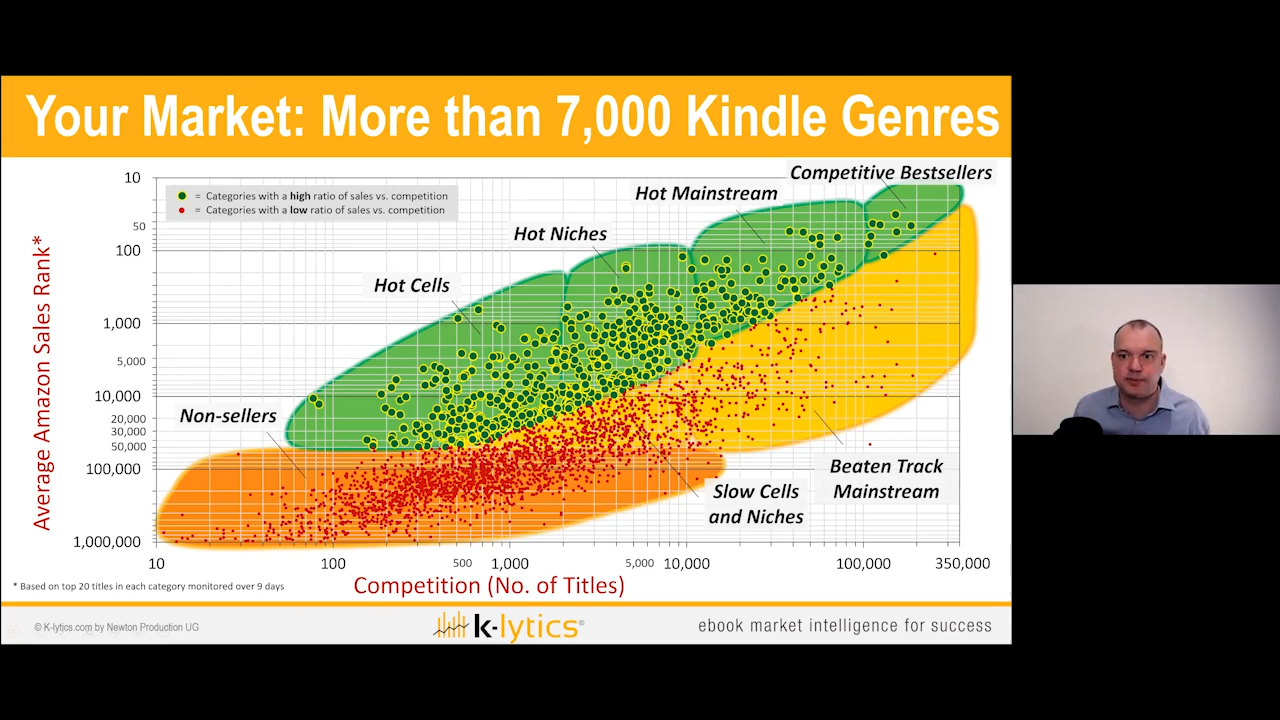 Your Market: More than 7,000 Kindle Genres
Competitive Bestsellers
Hot Mainstream
Hot Niches
Hot Cells
Non-sellers
= Categories with a high ratio of sales vs. competition
= Categories with a low ratio of sales vs. competition
Average Amazon Sales Rank*
10
50
100
1,000
5,000
10,000
20,000
30,000
50,000
100,000
1,000,000
Beaten Track
Mainstream
Slow Cells
and Niches
10
100
500
1,000
5,000
10,000
100,000
350,000
* Based on top 20 titles in each category monitored over 9 days
Competition (No. of Titles)
© K-lytics.com by Newton Production UG
k-lytics®
ebook market intelligence for success